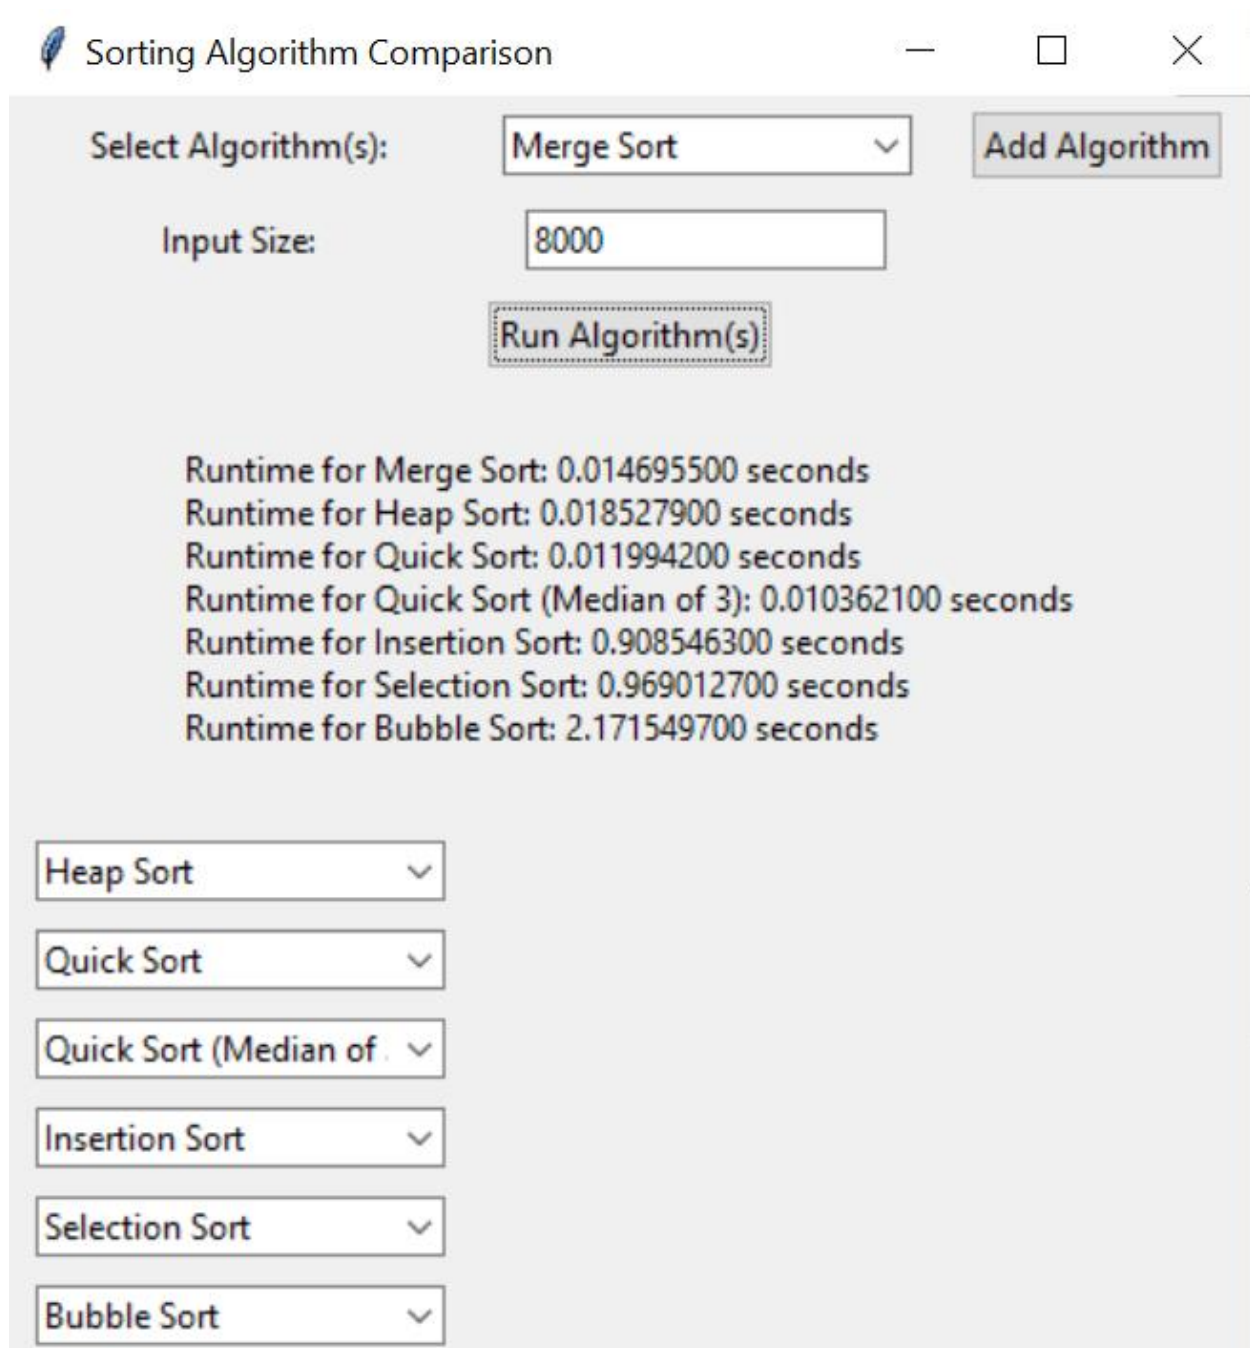 Sorting Algorithm Comparison
Select Algorithm(s): Merge Sort Add Algorithm
Input Size: 8000
Run Algorithm(s)
Runtime for Merge Sort: 0.014695500 seconds
Runtime for Heap Sort: 0.018527900 seconds
Runtime for Quick Sort: 0.011994200 seconds
Runtime for Quick Sort (Median of 3): 0.010362100 seconds
Runtime for Insertion Sort: 0.908546300 seconds
Runtime for Selection Sort: 0.969012700 seconds
Runtime for Bubble Sort: 2.171549700 seconds
Heap Sort
Quick Sort
Quick Sort (Median of
Insertion Sort
Selection Sort
Bubble Sort